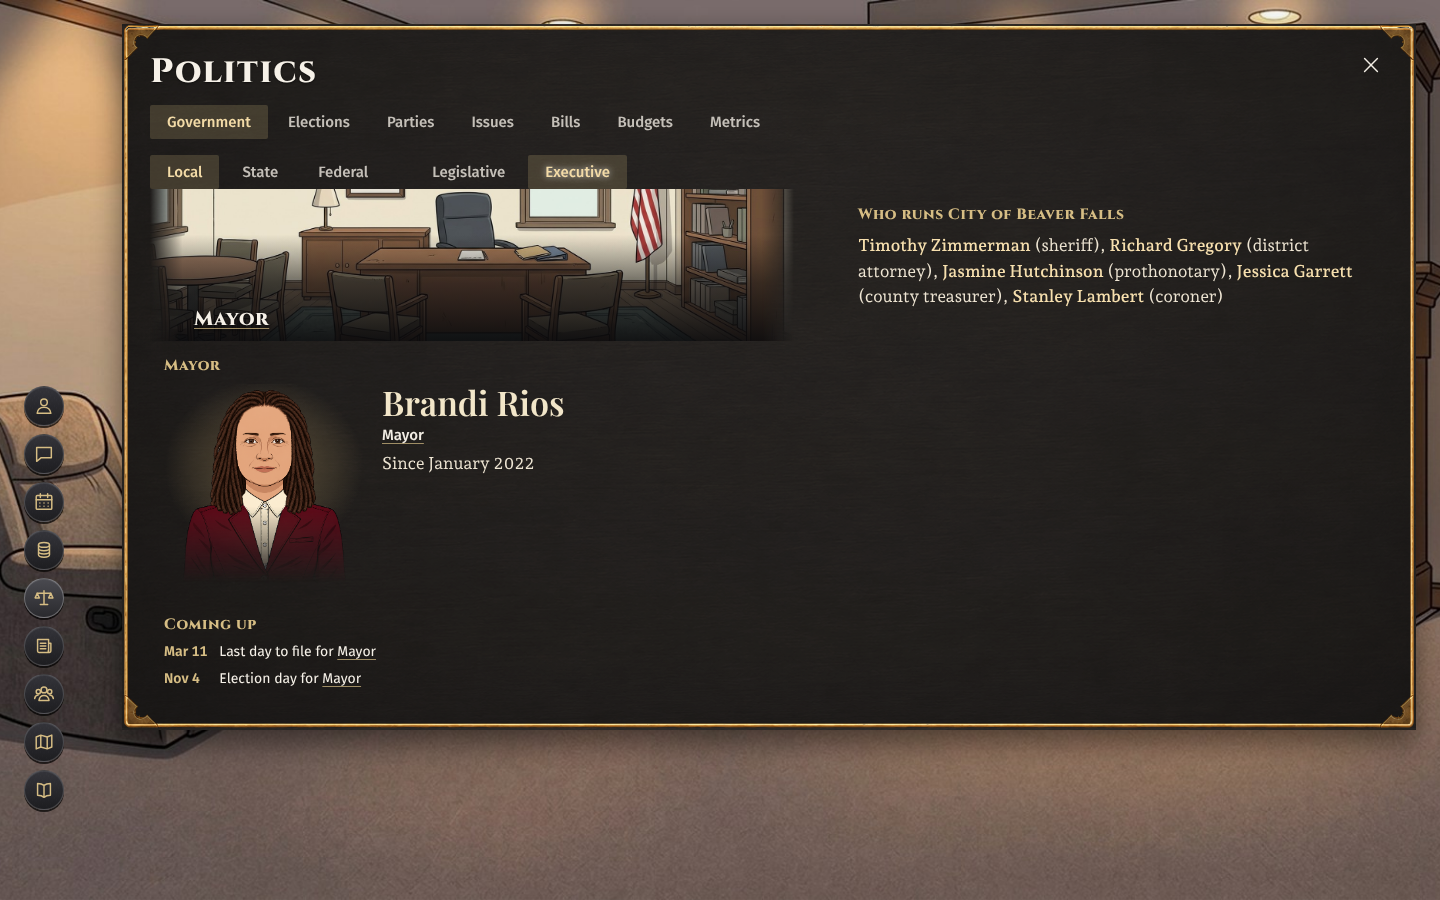 Politics
Government Elections Parties Issues Bills Budgets Metrics
Local State Federal Legislative Executive
Mayor
Mayor
Brandi Rios
Mayor
Since January 2022
Coming up
Mar 11 Last day to file for Mayor
Nov 4 Election day for Mayor
Who runs City of Beaver Falls
Timothy Zimmerman (sheriff), Richard Gregory (district
attorney), Jasmine Hutchinson (prothonotary), Jessica Garrett
(county treasurer), Stanley Lambert (coroner)